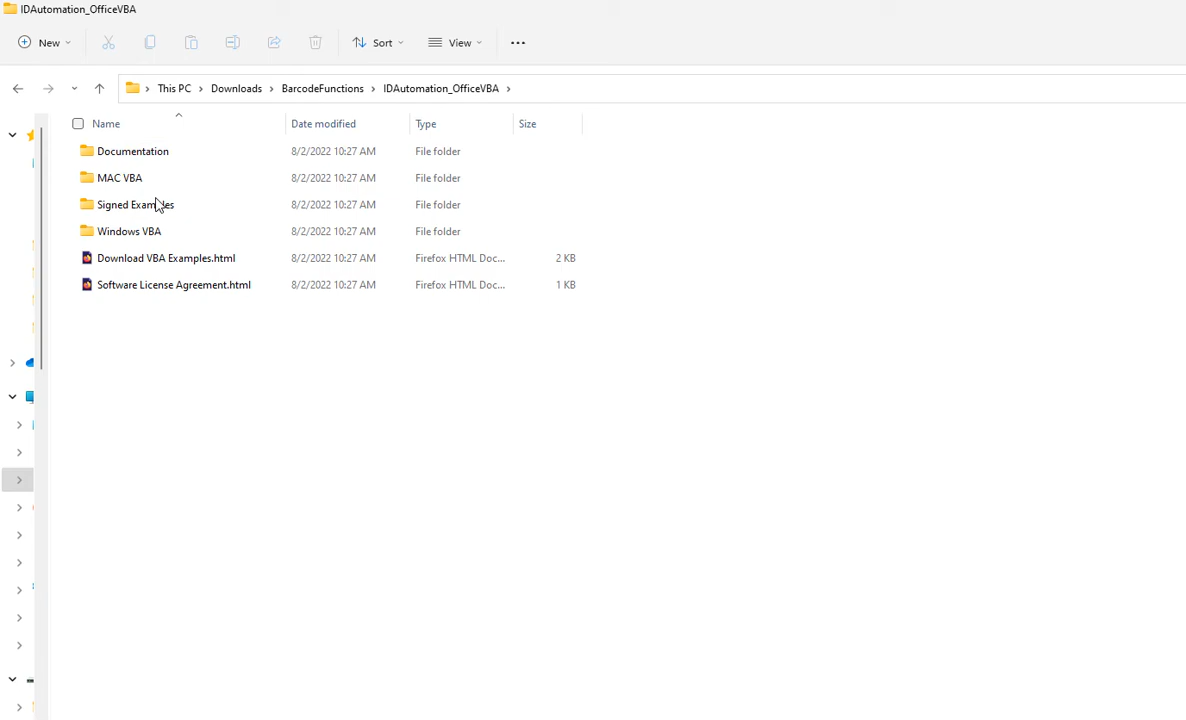 IDAutomation_OfficeVBA
New Sort View
This PC Downloads BarcodeFunctions IDAutomation_OfficeVBA
Name Date modified Type Size
Documentation 8/2/2022 10:27 AM File folder
MAC VBA 8/2/2022 10:27 AM File folder
Signed Examples 8/2/2022 10:27 AM File folder
Windows VBA 8/2/2022 10:27 AM File folder
Download VBA Examples.html 8/2/2022 10:27 AM Firefox HTML Doc... 2 KB
Software License Agreement.html 8/2/2022 10:27 AM Firefox HTML Doc... 1 KB